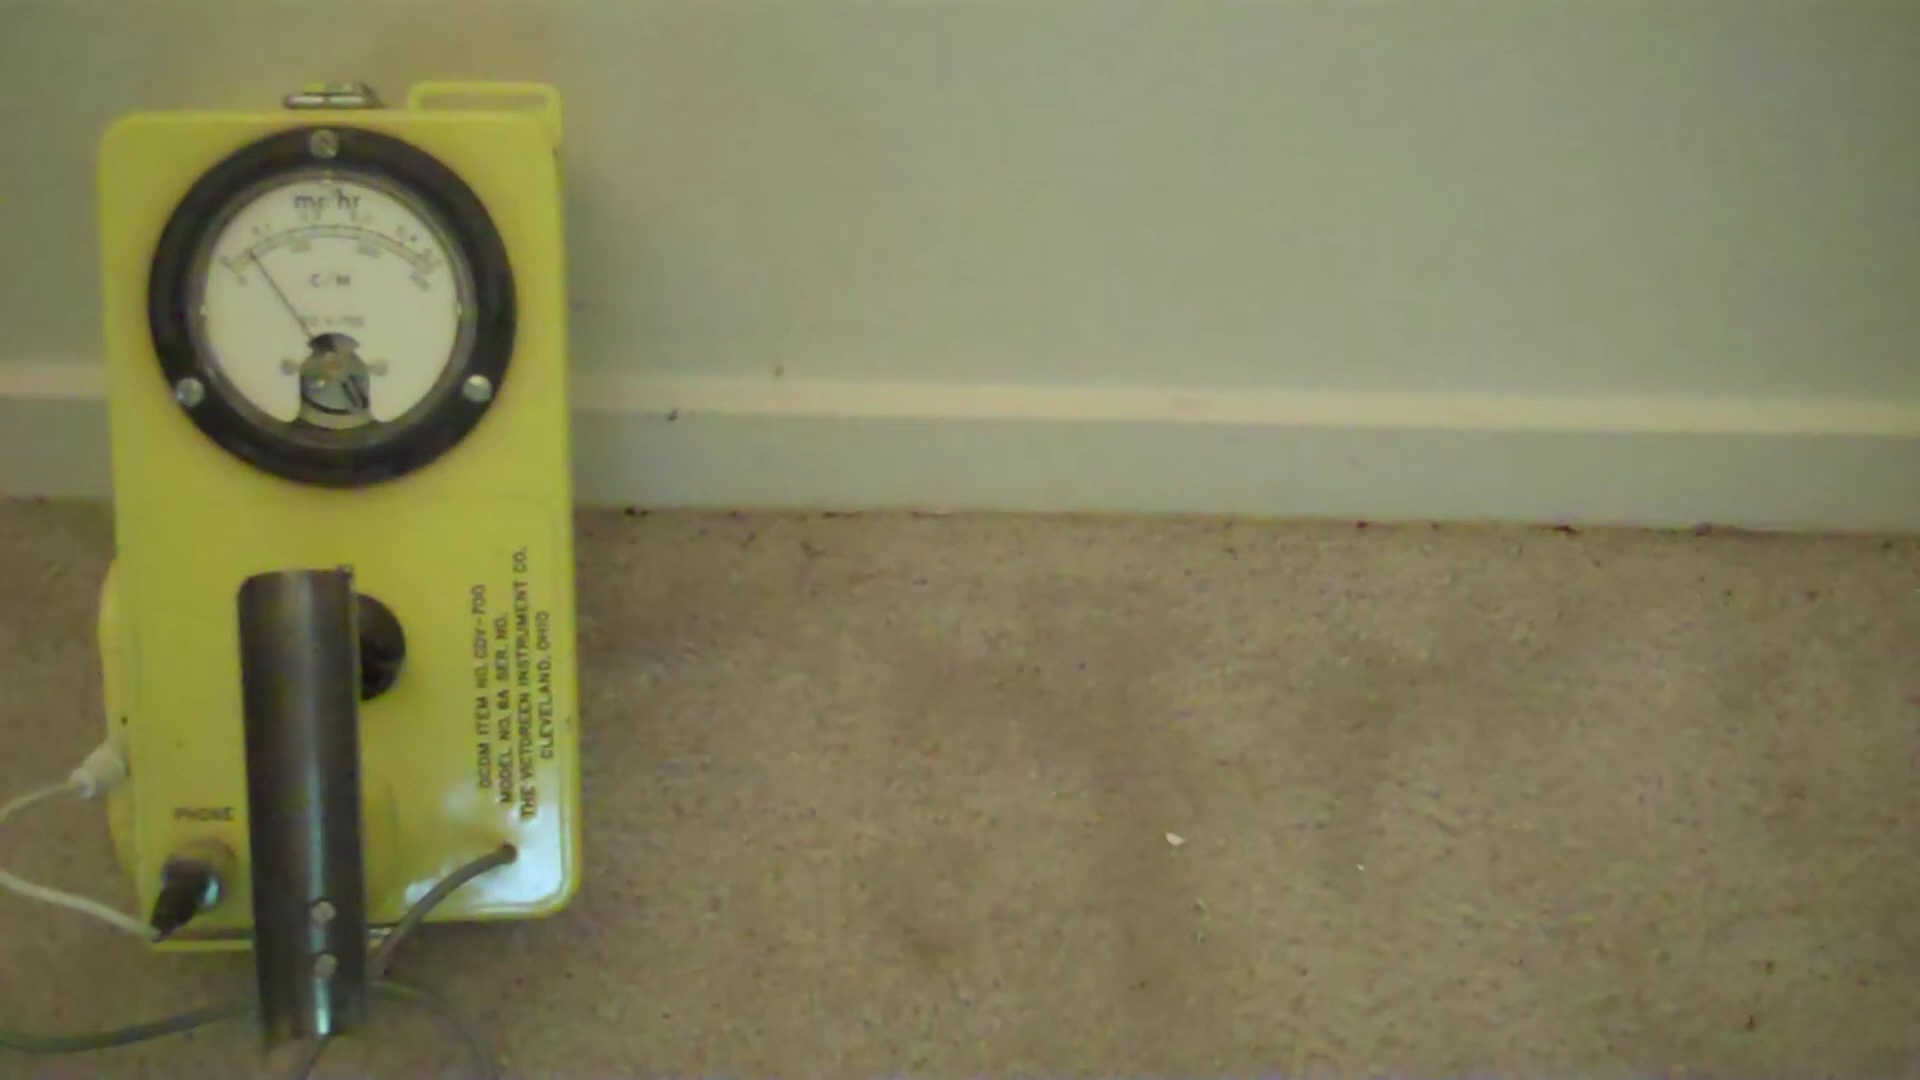 mr/hr
C/M
OCDM ITEM NO. CDV-700
MODEL NO. 6A SER. NO.
THE VICTOREEN INSTRUMENT CO.
CLEVELAND, OHIO
PHONE